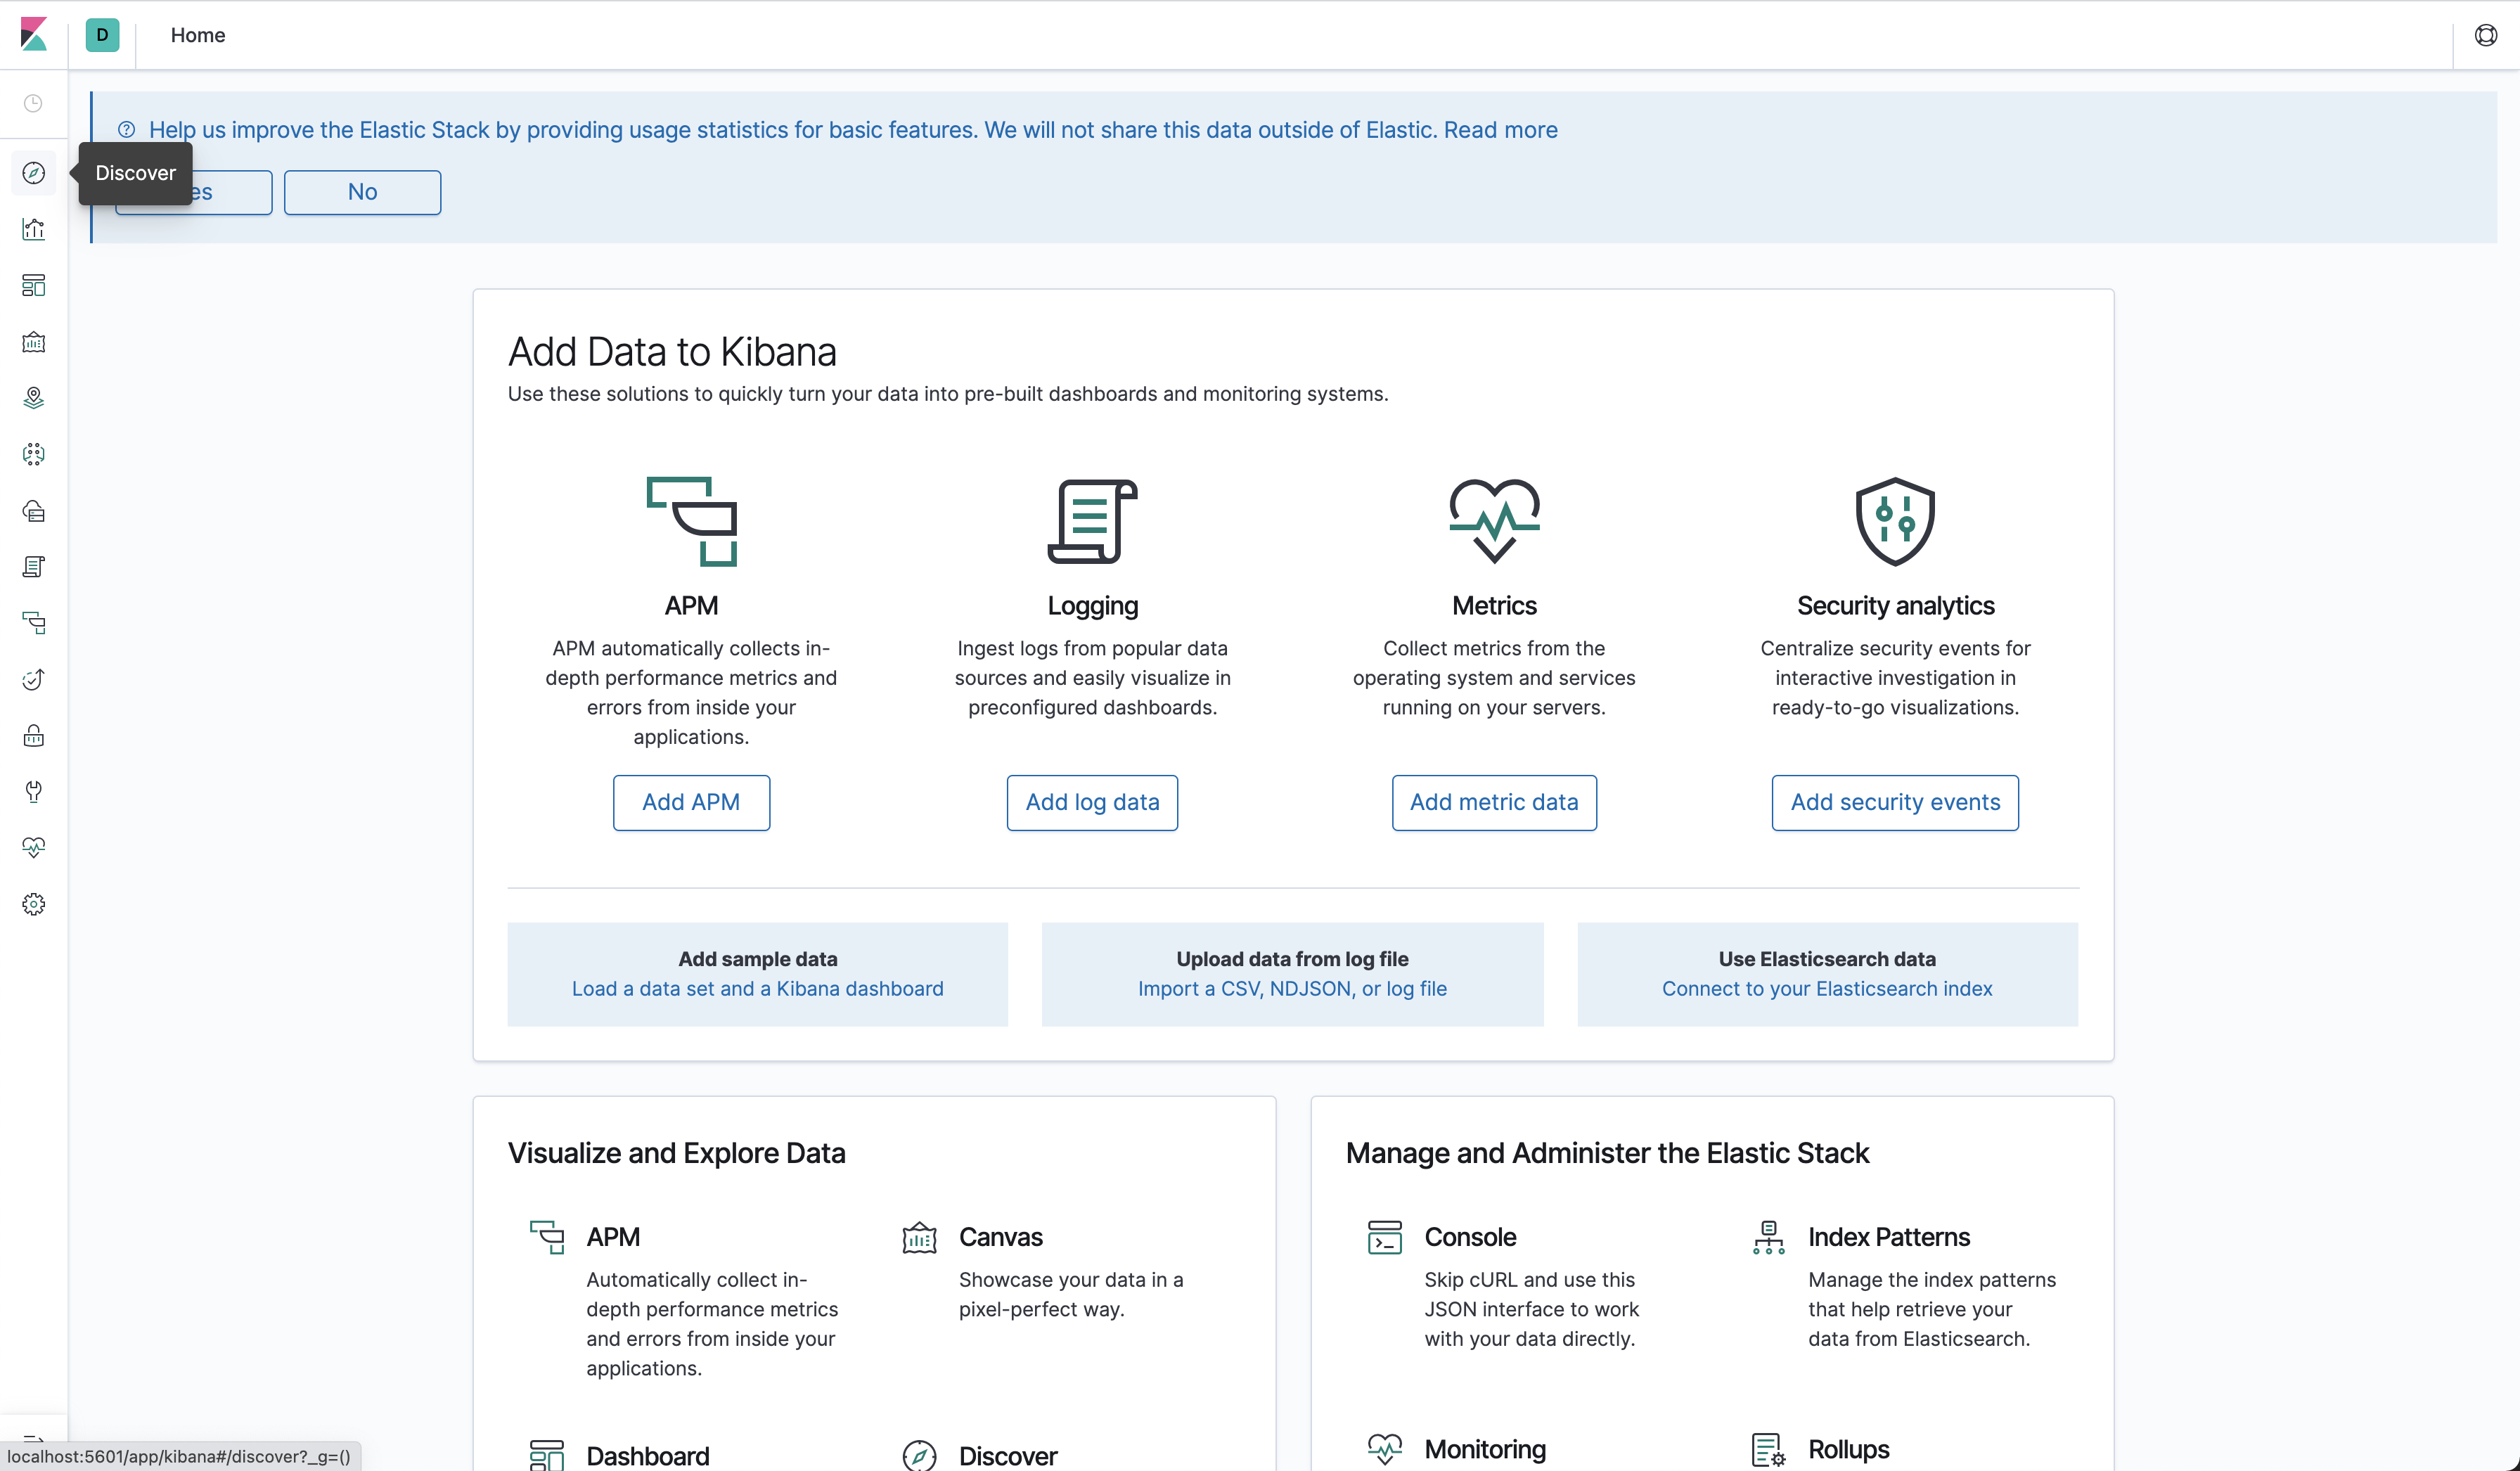 D
Home
Help us improve the Elastic Stack by providing usage statistics for basic features. We will not share this data outside of Elastic. Read more
Discover
es
No
Add Data to Kibana
Use these solutions to quickly turn your data into pre-built dashboards and monitoring systems.
APM
APM automatically collects in-
depth performance metrics and
errors from inside your
applications.
Add APM
Logging
Ingest logs from popular data
sources and easily visualize in
preconfigured dashboards.
Add log data
Metrics
Collect metrics from the
operating system and services
running on your servers.
Add metric data
Security analytics
Centralize security events for
interactive investigation in
ready-to-go visualizations.
Add security events
Add sample data
Load a data set and a Kibana dashboard
Upload data from log file
Import a CSV, NDJSON, or log file
Use Elasticsearch data
Connect to your Elasticsearch index
Visualize and Explore Data
APM
Automatically collect in-
depth performance metrics
and errors from inside your
applications.
Canvas
Showcase your data in a
pixel-perfect way.
Dashboard
Discover
Manage and Administer the Elastic Stack
Console
Skip cURL and use this
JSON interface to work
with your data directly.
Index Patterns
Manage the index patterns
that help retrieve your
data from Elasticsearch.
Monitoring
Rollups
localhost:5601/app/kibana#/discover?_g=()